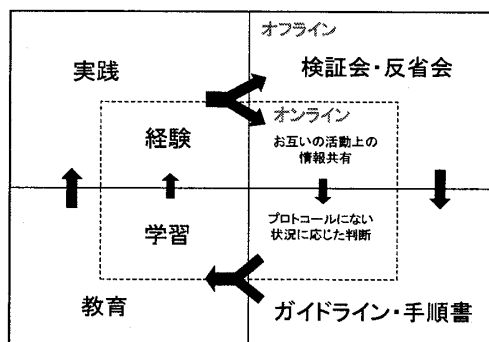 オフライン
実践
検証会・反省会
オンライン
経験
お互いの活動上の
情報共有
学習
プロトコールにない
状況に応じた判断
教育
ガイドライン・手順書